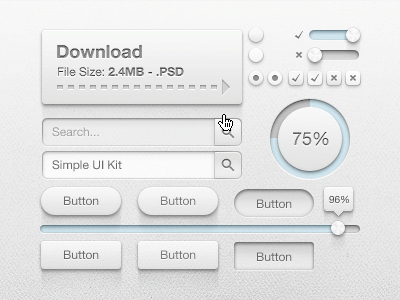 Download
File Size: 2.4MB - .PSD
75%
Search...
Simple UI Kit
Button Button Button
96%
Button Button Button